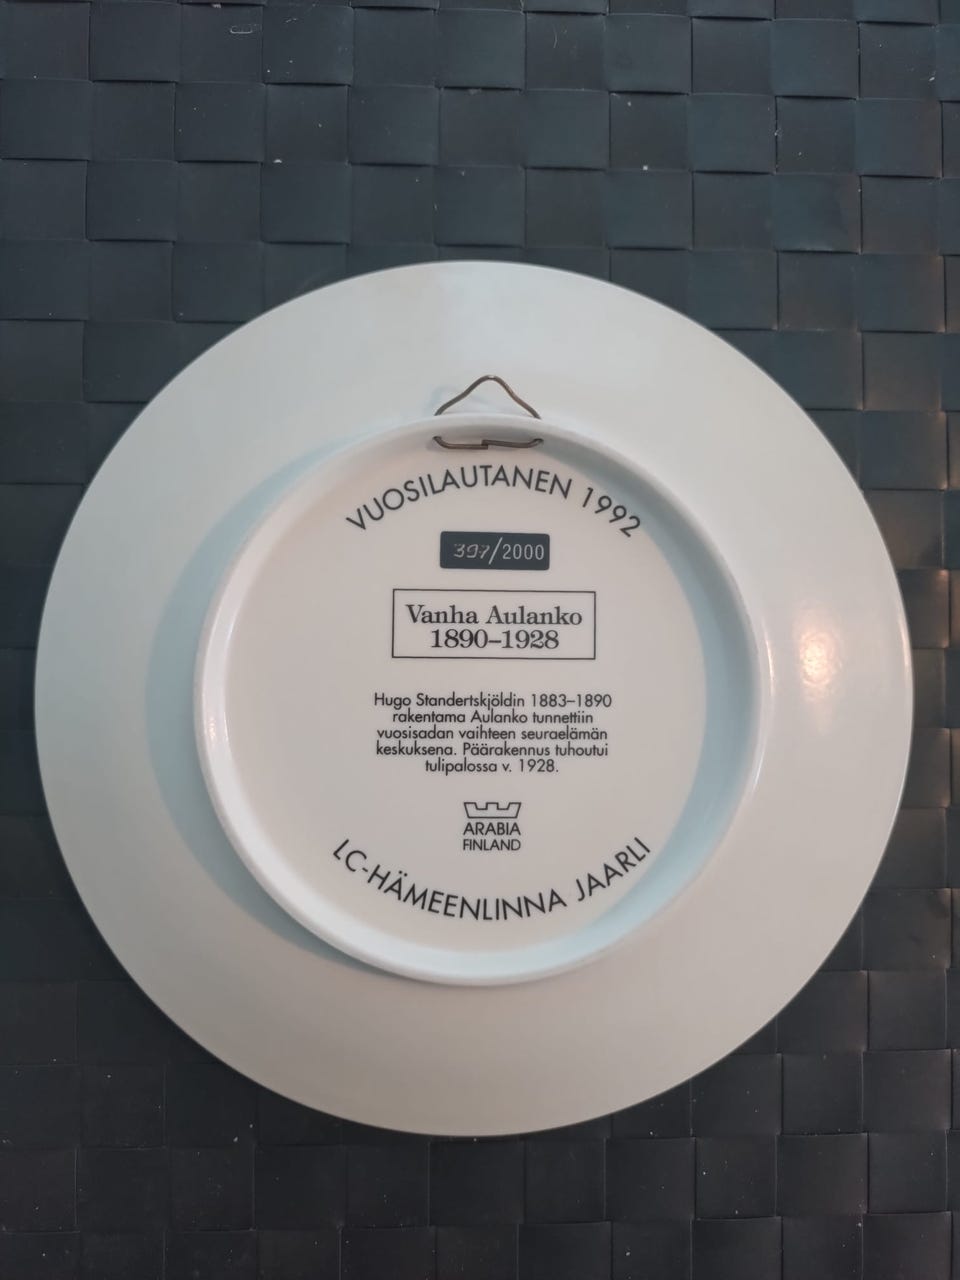 VUOSILAUTANEN 1992
397/2000
Vanha Aulanko
1890–1928
Hugo Standertskjöldin 1883–1890
rakentama Aulanko tunnettiin
vuosisadan vaihteen seuraelämän
keskuksena. Päärakennus tuhoutui
tulipalossa v. 1928.
ARABIA
FINLAND
LC-HÄMEENLINNA JAARLI